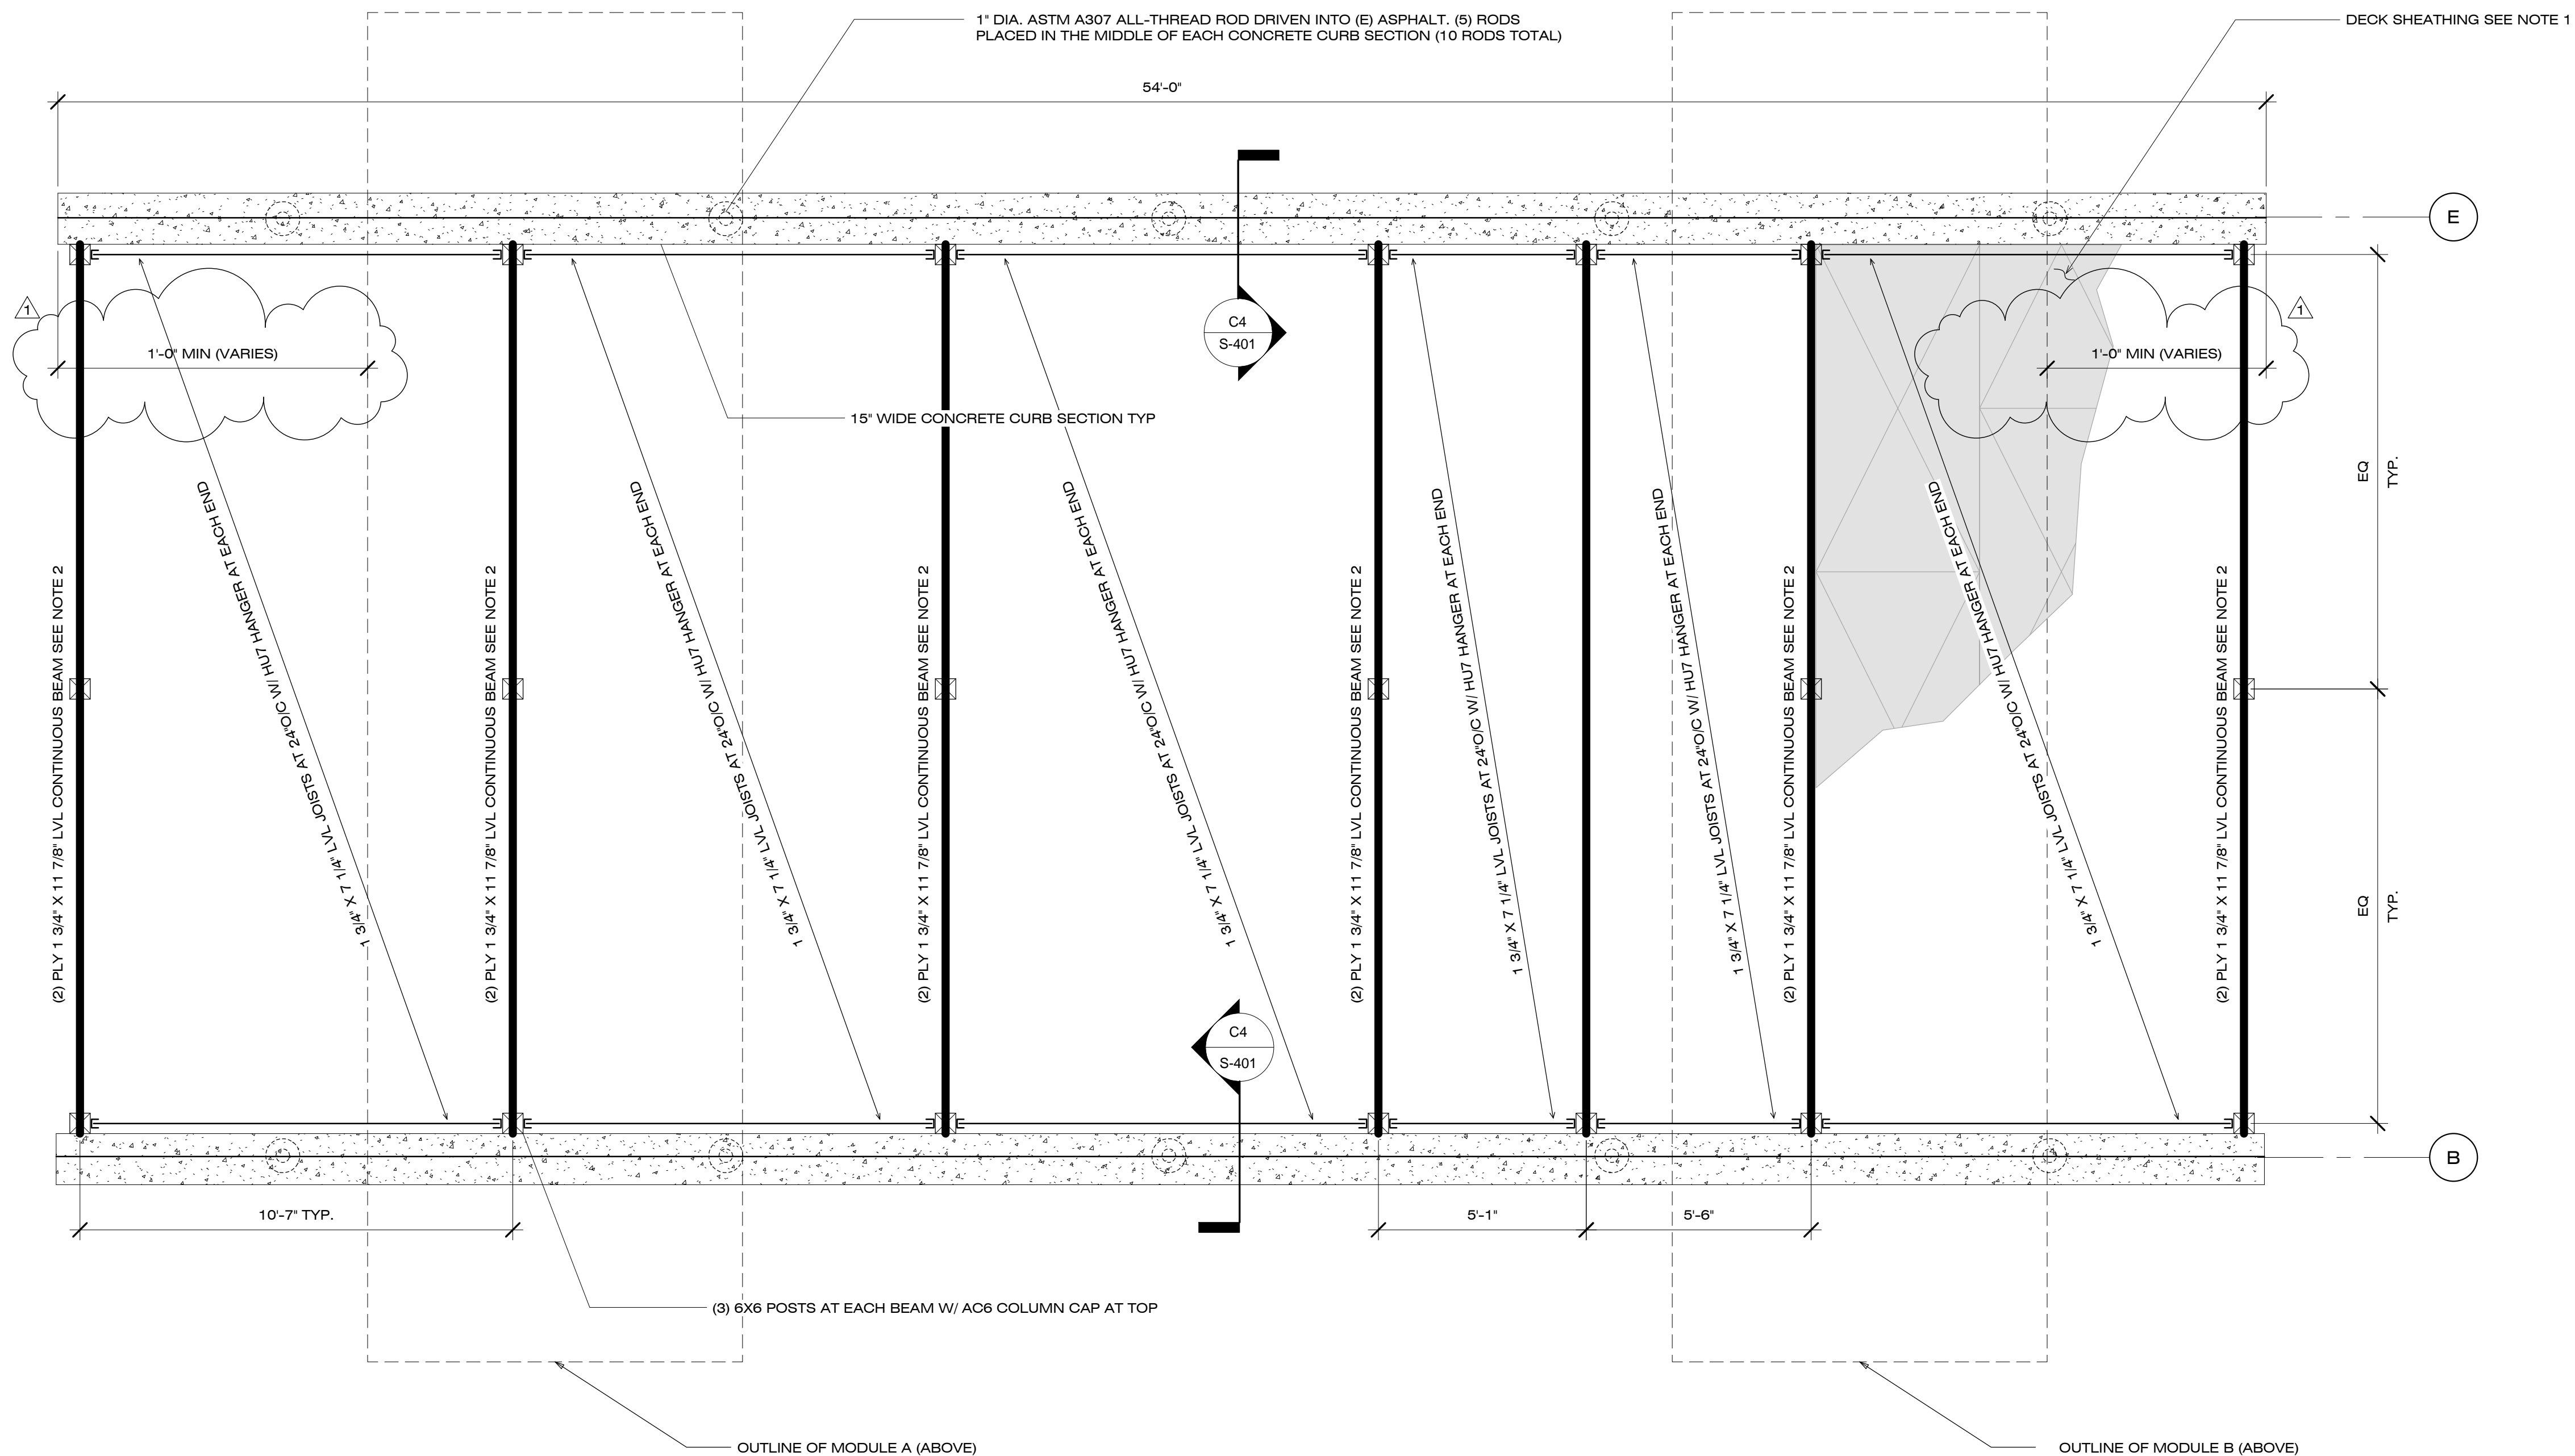 1" DIA. ASTM A307 ALL-THREAD ROD DRIVEN INTO (E) ASPHALT. (5) RODS
PLACED IN THE MIDDLE OF EACH CONCRETE CURB SECTION (10 RODS TOTAL)
DECK SHEATHING SEE NOTE 1
54'-0"
E
1
1'-0" MIN (VARIES)
C4
S-401
1
1'-0" MIN (VARIES)
15" WIDE CONCRETE CURB SECTION TYP
EQ
TYP.
(2) PLY 1 3/4" X 11 7/8" LVL CONTINUOUS BEAM SEE NOTE 2
1 3/4" X 7 1/4" LVL JOISTS AT 24"O/C W/ HU7 HANGER AT EACH END
(2) PLY 1 3/4" X 11 7/8" LVL CONTINUOUS BEAM SEE NOTE 2
1 3/4" X 7 1/4" LVL JOISTS AT 24"O/C W/ HU7 HANGER AT EACH END
(2) PLY 1 3/4" X 11 7/8" LVL CONTINUOUS BEAM SEE NOTE 2
1 3/4" X 7 1/4" LVL JOISTS AT 24"O/C W/ HU7 HANGER AT EACH END
(2) PLY 1 3/4" X 11 7/8" LVL CONTINUOUS BEAM SEE NOTE 2
1 3/4" X 7 1/4" LVL JOISTS AT 24"O/C W/ HU7 HANGER AT EACH END
1 3/4" X 7 1/4" LVL JOISTS AT 24"O/C W/ HU7 HANGER AT EACH END
(2) PLY 1 3/4" X 11 7/8" LVL CONTINUOUS BEAM SEE NOTE 2
1 3/4" X 7 1/4" LVL JOISTS AT 24"O/C W/ HU7 HANGER AT EACH END
(2) PLY 1 3/4" X 11 7/8" LVL CONTINUOUS BEAM SEE NOTE 2
EQ
TYP.
C4
S-401
B
10'-7" TYP.
5'-1"
5'-6"
(3) 6X6 POSTS AT EACH BEAM W/ AC6 COLUMN CAP AT TOP
OUTLINE OF MODULE A (ABOVE)
OUTLINE OF MODULE B (ABOVE)